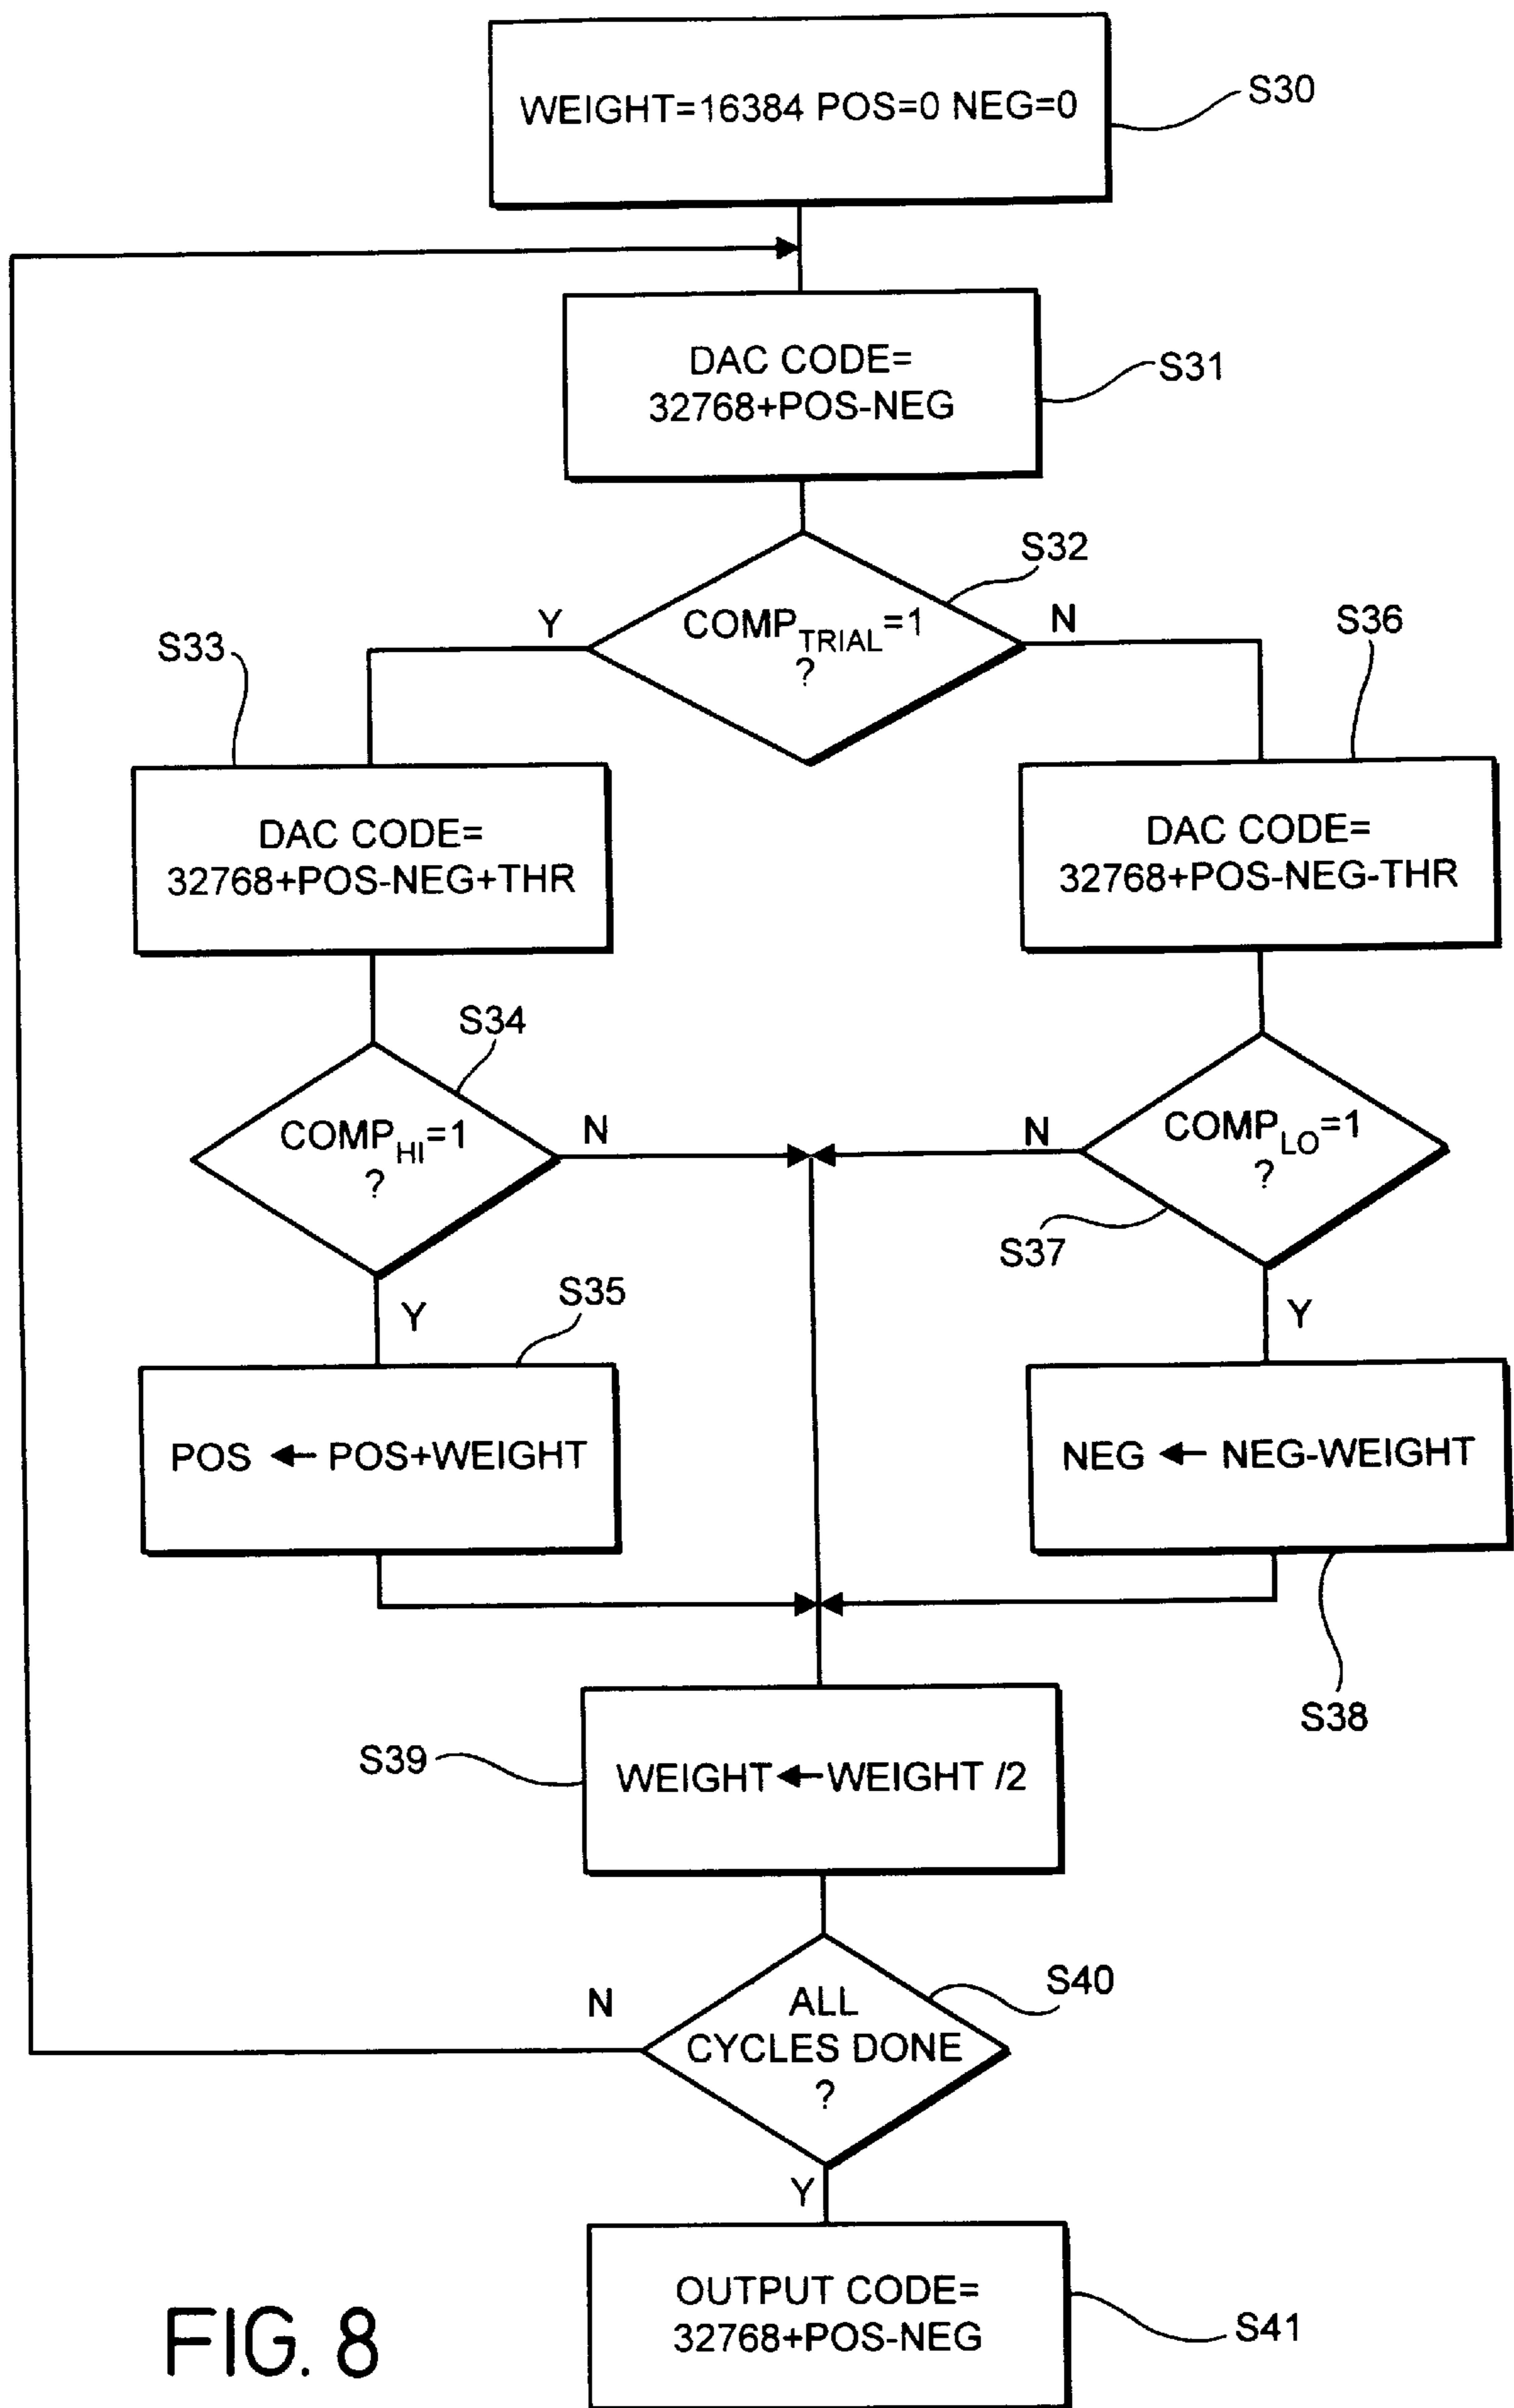 WEIGHT=16384 POS=0 NEG=0
S30
DAC CODE=
32768+POS-NEG
S31
S32
COMP_TRIAL=1
?
Y
N
S33
S36
DAC CODE=
32768+POS-NEG+THR
DAC CODE=
32768+POS-NEG-THR
S34
COMP_HI=1
?
N
N
COMP_LO=1
?
S37
Y
S35
Y
POS ← POS+WEIGHT
NEG ← NEG-WEIGHT
S38
S39
WEIGHT←WEIGHT /2
S40
N
ALL
CYCLES DONE
?
Y
OUTPUT CODE=
32768+POS-NEG
S41
FIG. 8